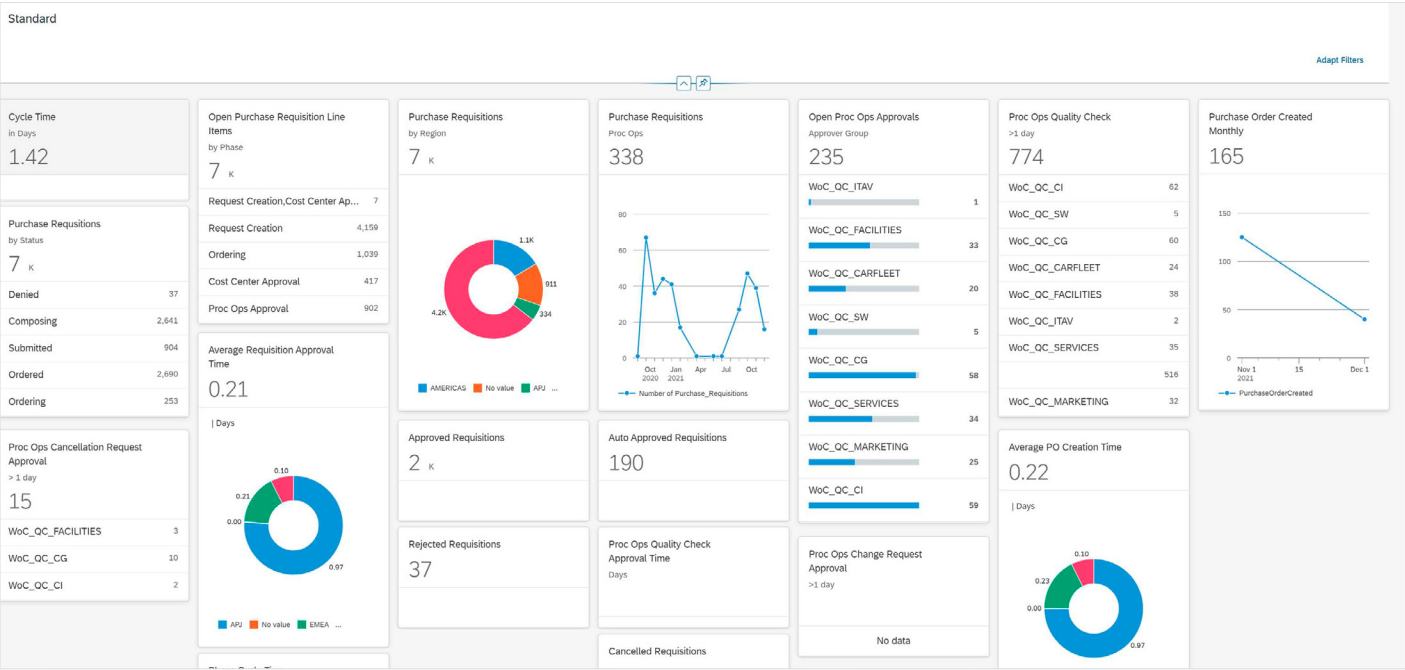 Standard
Adapt Filters
Cycle Time
in Days
1.42
Purchase Requsitions
by Status
7 K
Denied 37
Composing 2,641
Submitted 904
Ordered 2,690
Ordering 253
Proc Ops Cancellation Request
Approval
> 1 day
15
WoC_QC_FACILITIES 3
WoC_QC_CG 10
WoC_QC_CI 2
Open Purchase Requisition Line
Items
by Phase
7 K
Request Creation,Cost Center Ap... 7
Request Creation 4,159
Ordering 1,039
Cost Center Approval 417
Proc Ops Approval 902
Average Requisition Approval
Time
0.21
| Days
0.10
0.21
0.00
0.97
APJ No value EMEA ...
Purchase Requisitions
by Region
7 K
1.1K
911
334
4.2K
AMERICAS No value APJ ...
Approved Requisitions
2 K
Rejected Requisitions
37
Purchase Requisitions
Proc Ops
338
80
60
40
20
0
Oct Jan Apr Jul Oct
2020 2021
Number of Purchase_Requisitions
Auto Approved Requisitions
190
Proc Ops Quality Check
Approval Time
Days
Cancelled Requisitions
Open Proc Ops Approvals
Approver Group
235
WoC_QC_ITAV
1
WoC_QC_FACILITIES
33
WoC_QC_CARFLEET
20
WoC_QC_SW
5
WoC_QC_CG
58
WoC_QC_SERVICES
34
WoC_QC_MARKETING
25
WoC_QC_CI
59
Proc Ops Change Request
Approval
>1 day
No data
Proc Ops Quality Check
>1 day
774
WoC_QC_CI 62
WoC_QC_SW 5
WoC_QC_CG 60
WoC_QC_CARFLEET 24
WoC_QC_FACILITIES 38
WoC_QC_ITAV 2
WoC_QC_SERVICES 35
516
WoC_QC_MARKETING 32
Average PO Creation Time
0.22
| Days
0.10
0.23
0.00
0.97
Purchase Order Created
Monthly
165
150
100
50
0
Nov 1 15 Dec 1
2021
PurchaseOrderCreated